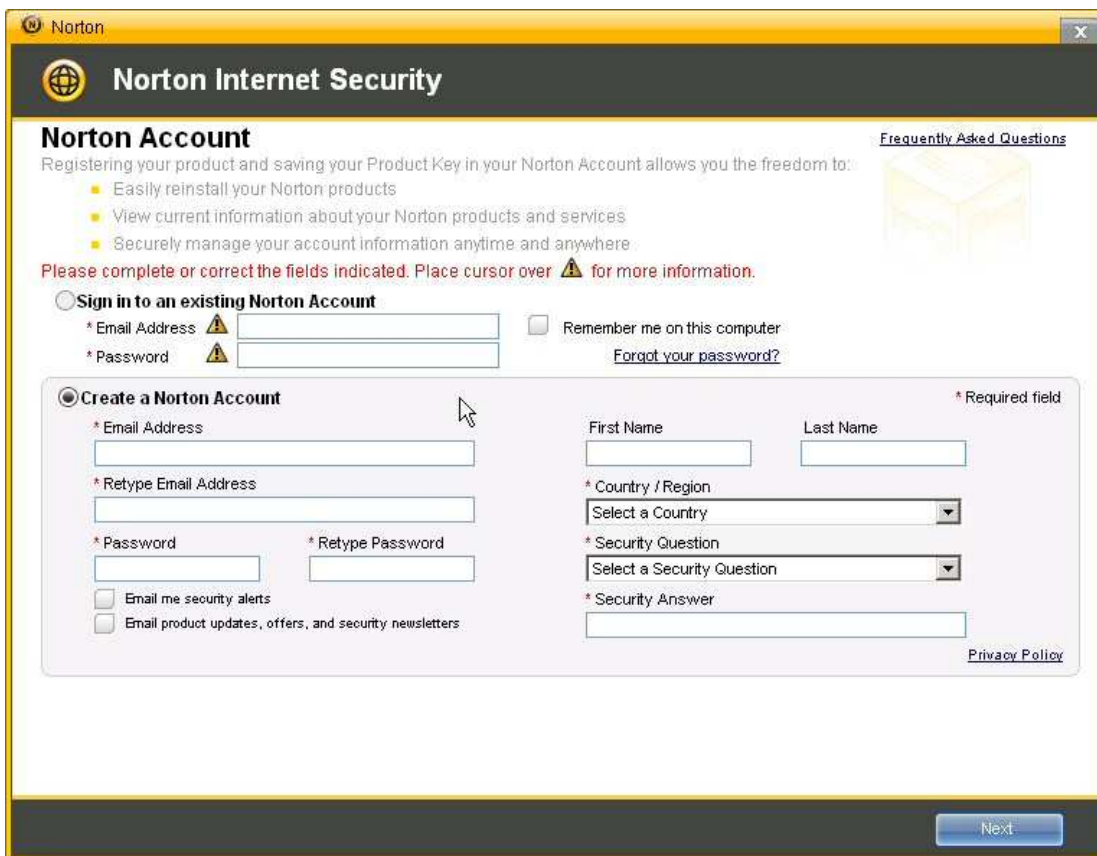 Norton
X
Norton Internet Security
Norton Account
Frequently Asked Questions
Registering your product and saving your Product Key in your Norton Account allows you the freedom to:
Easily reinstall your Norton products
View current information about your Norton products and services
Securely manage your account information anytime and anywhere
Please complete or correct the fields indicated. Place cursor over for more information.
Sign in to an existing Norton Account
* Email Address
Remember me on this computer
* Password
Forgot your password?
Create a Norton Account
* Required field
* Email Address
First Name
Last Name
* Retype Email Address
* Country / Region
Select a Country
* Password
* Retype Password
* Security Question
Select a Security Question
Email me security alerts
* Security Answer
Email product updates, offers, and security newsletters
Privacy Policy
Next